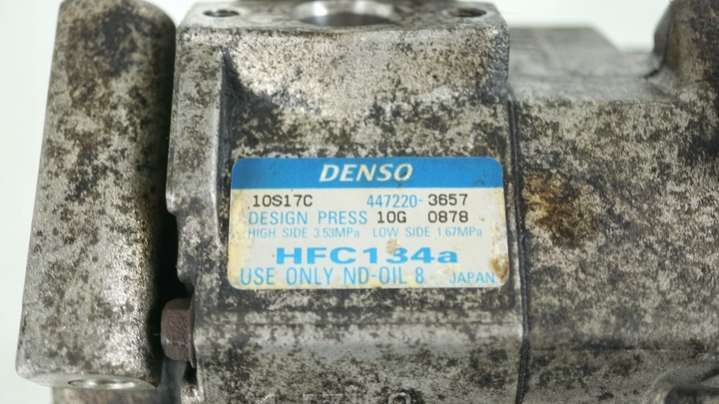 DENSO
10S17C 447220-3657
DESIGN PRESS 10G 0878
HIGH SIDE 3.53MPa LOW SIDE 1.67MPa
HFC134a
USE ONLY ND-OIL 8 JAPAN